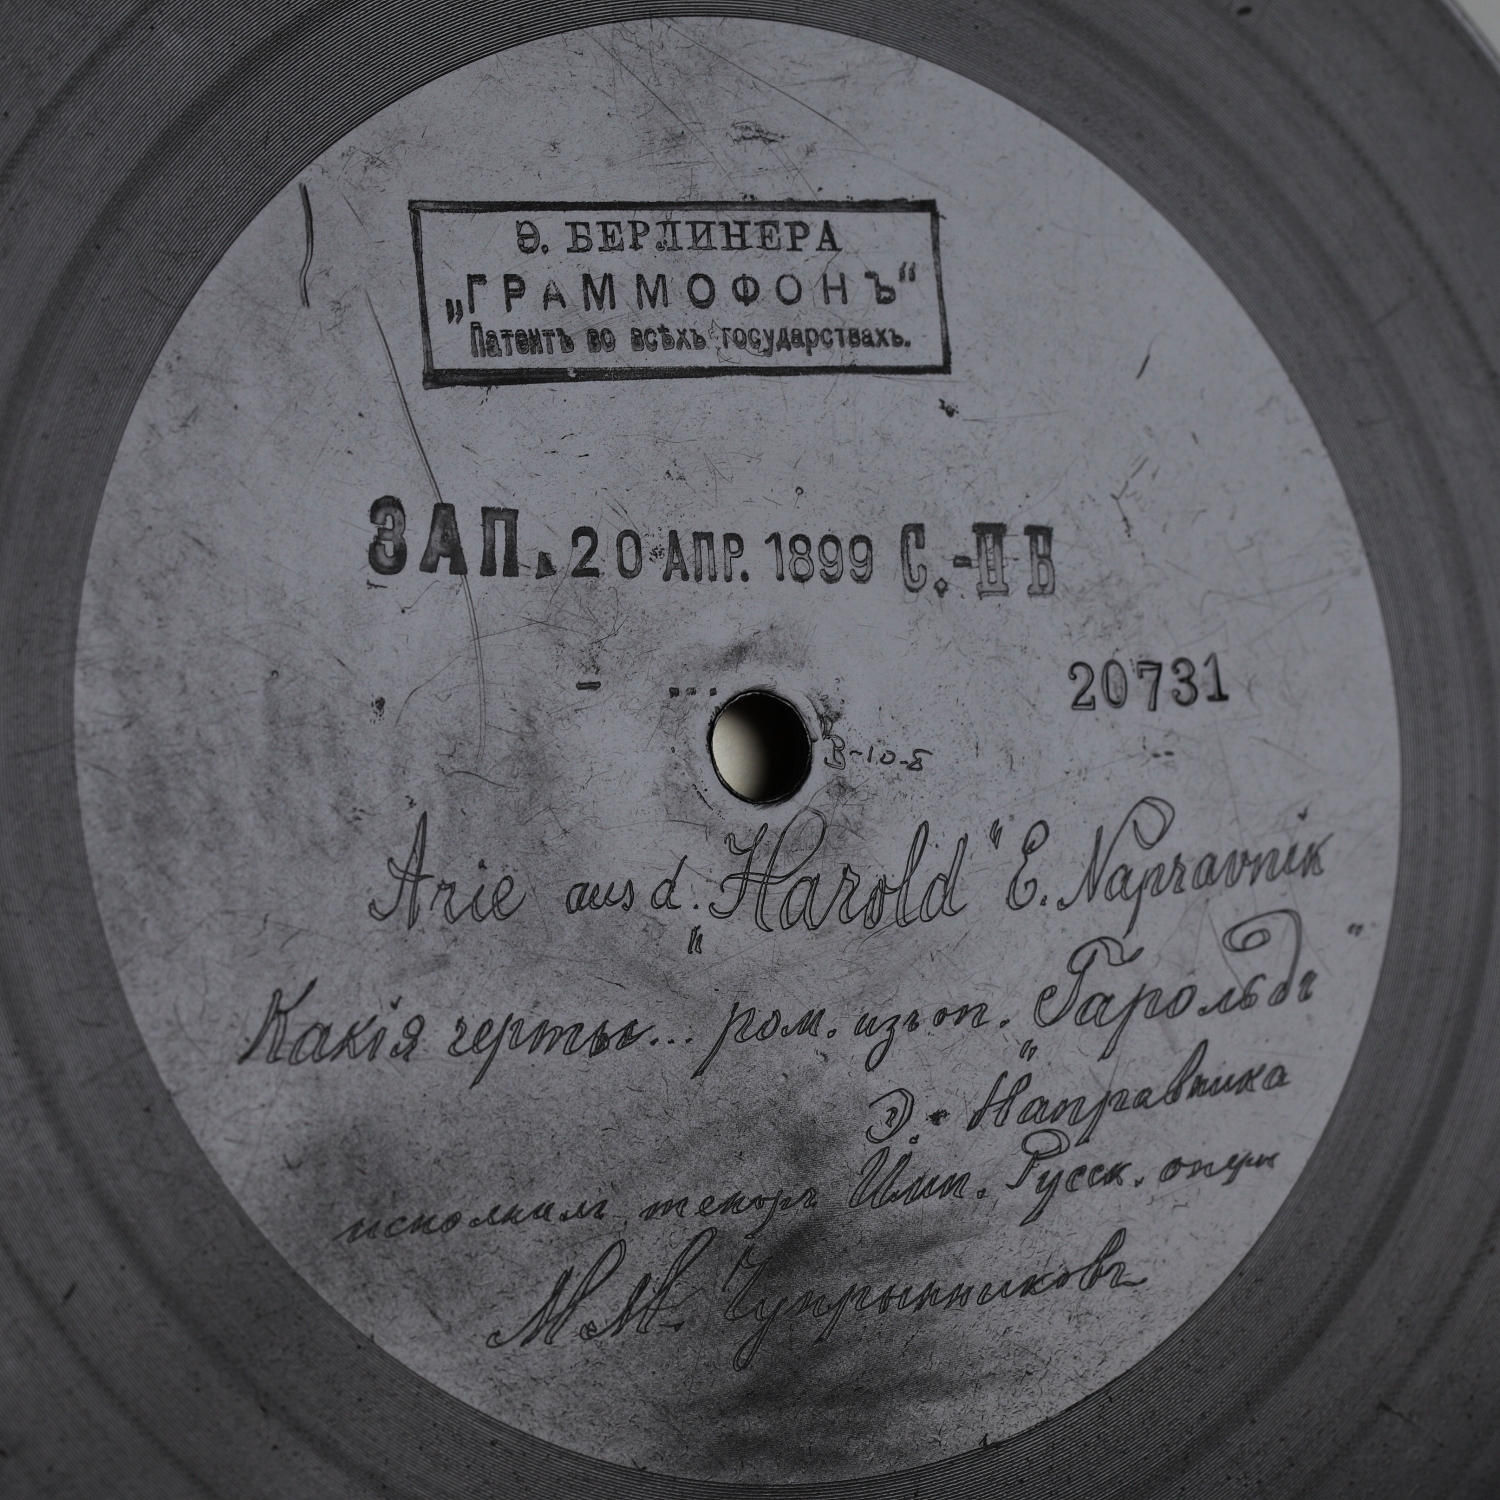 Э. БЕРЛИНЕРА
„ГРАММОФОНЪ“
Патентъ во всѣхъ государствахъ.
ЗАП. 20 АПР. 1899 С.-ПБ
20731
3-10-8
Arie aus d. „Harold“ E. Napravnik
Какія черты... ром. изъ оп. „Гарольдъ“
Э. Направника
исполнилъ теноръ Имп. Русск. оперы
М. М. Чупрынниковъ